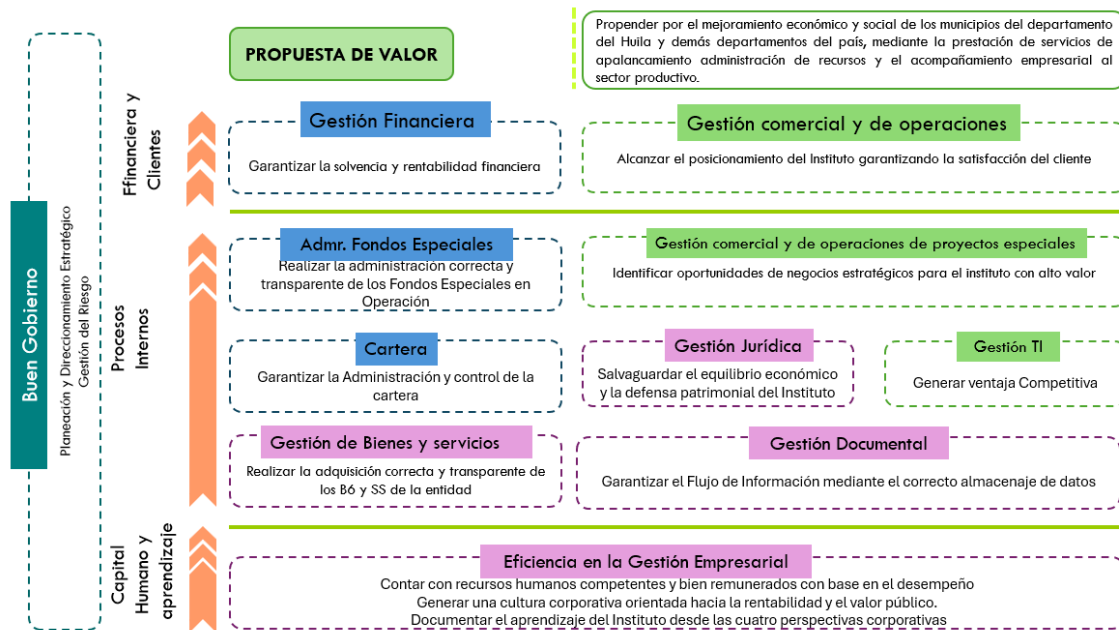 PROPUESTA DE VALOR
Propender por el mejoramiento económico y social de los municipios del departamento
del Huila y demás departamentos del país, mediante la prestación de servicios de
apalancamiento administración de recursos y el acompañamiento empresarial al
sector productivo.
Buen Gobierno
Planeación y Direccionamiento Estratégico
Gestión del Riesgo
Ffinanciera y
Clientes
Gestión Financiera
Garantizar la solvencia y rentabilidad financiera
Gestión comercial y de operaciones
Alcanzar el posicionamiento del Instituto garantizando la satisfacción del cliente
Procesos
Internos
Admr. Fondos Especiales
Realizar la administración correcta y
transparente de los Fondos Especiales en
Operación
Gestión comercial y de operaciones de proyectos especiales
Identificar oportunidades de negocios estratégicos para el instituto con alto valor
Cartera
Garantizar la Administración y control de la
cartera
Gestión Jurídica
Salvaguardar el equilibrio económico
y la defensa patrimonial del Instituto
Gestión TI
Generar ventaja Competitiva
Gestión de Bienes y servicios
Realizar la adquisición correcta y transparente de
los B6 y SS de la entidad
Gestión Documental
Garantizar el Flujo de Información mediante el correcto almacenaje de datos
Capital
Humano y
aprendizaje
Eficiencia en la Gestión Empresarial
Contar con recursos humanos competentes y bien remunerados con base en el desempeño
Generar una cultura corporativa orientada hacia la rentabilidad y el valor público.
Documentar el aprendizaje del Instituto desde las cuatro perspectivas corporativas